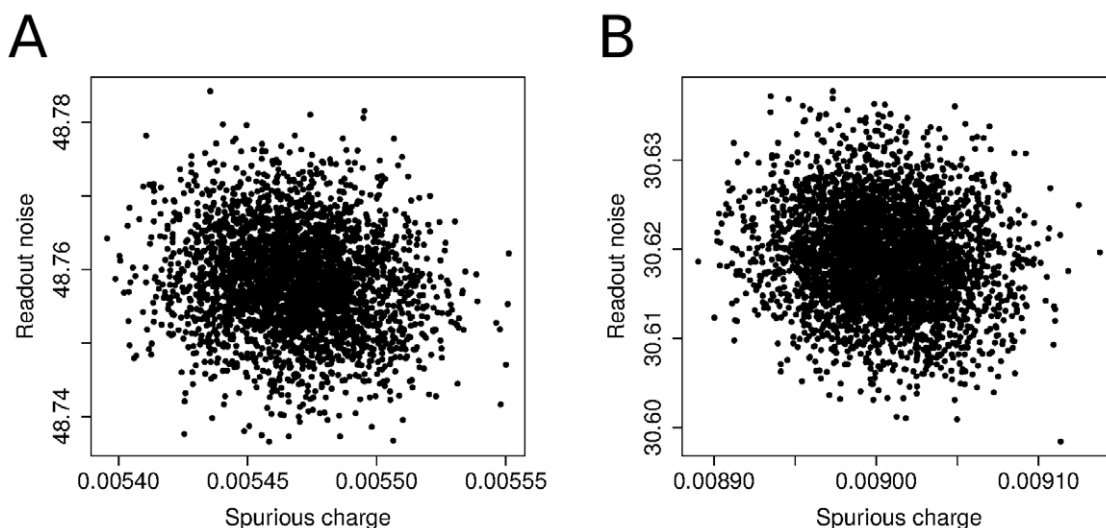 A
B
48.78
48.76
48.74
Readout noise
0.00540
0.00545
0.00550
0.00555
Spurious charge
30.63
30.62
30.61
30.60
Readout noise
0.00890
0.00900
0.00910
Spurious charge